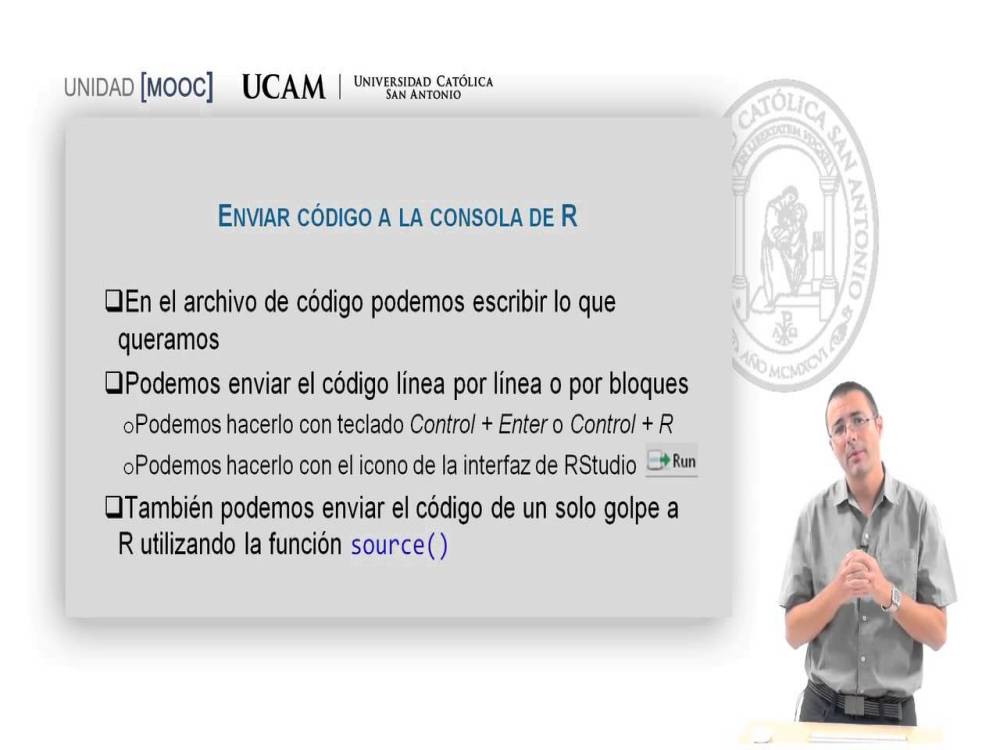 UNIDAD [MOOC] UCAM | UNIVERSIDAD CATÓLICA
SAN ANTONIO
ENVIAR CÓDIGO A LA CONSOLA DE R
❑En el archivo de código podemos escribir lo que
queramos
❑Podemos enviar el código línea por línea o por bloques
○Podemos hacerlo con teclado Control + Enter o Control + R
○Podemos hacerlo con el icono de la interfaz de RStudio Run
❑También podemos enviar el código de un solo golpe a
R utilizando la función source()
CATÓLICA SAN ANTONIO
AÑO MCMXCVI